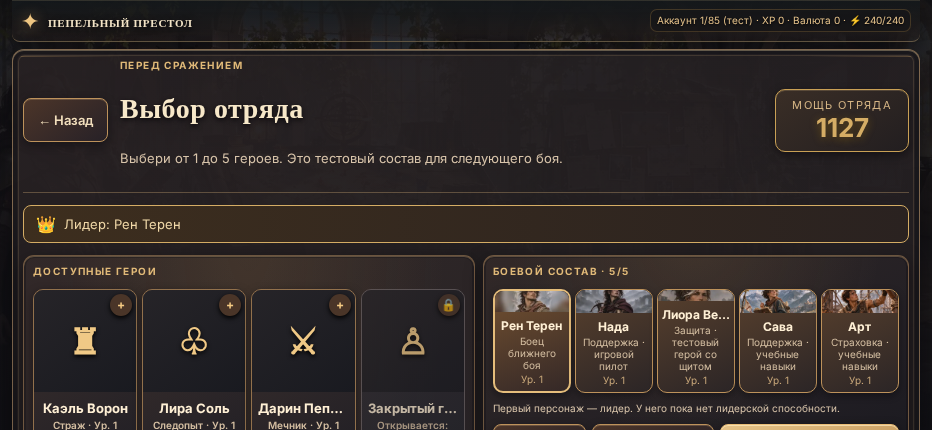 ПЕПЕЛЬНЫЙ ПРЕСТОЛ
Аккаунт 1/85 (тест) · XP 0 · Валюта 0 · ⚡ 240/240
ПЕРЕД СРАЖЕНИЕМ
← Назад
Выбор отряда
МОЩЬ ОТРЯДА
1127
Выбери от 1 до 5 героев. Это тестовый состав для следующего боя.
👑 Лидер: Рен Терен
ДОСТУПНЫЕ ГЕРОИ
+
+
+
Каэль Ворон
Страж · Ур. 1
Лира Соль
Следопыт · Ур. 1
Дарин Пеп...
Мечник · Ур. 1
Закрытый г...
Открывается:
БОЕВОЙ СОСТАВ · 5/5
Рен Терен
Боец
ближнего
боя
Ур. 1
Нада
Поддержка ·
игровой
пилот
Ур. 1
Лиора Ве...
Защита ·
тестовый
герой со
щитом
Ур. 1
Сава
Поддержка ·
учебные
навыки
Ур. 1
Арт
Страховка ·
учебные
навыки
Ур. 1
Первый персонаж — лидер. У него пока нет лидерской способности.